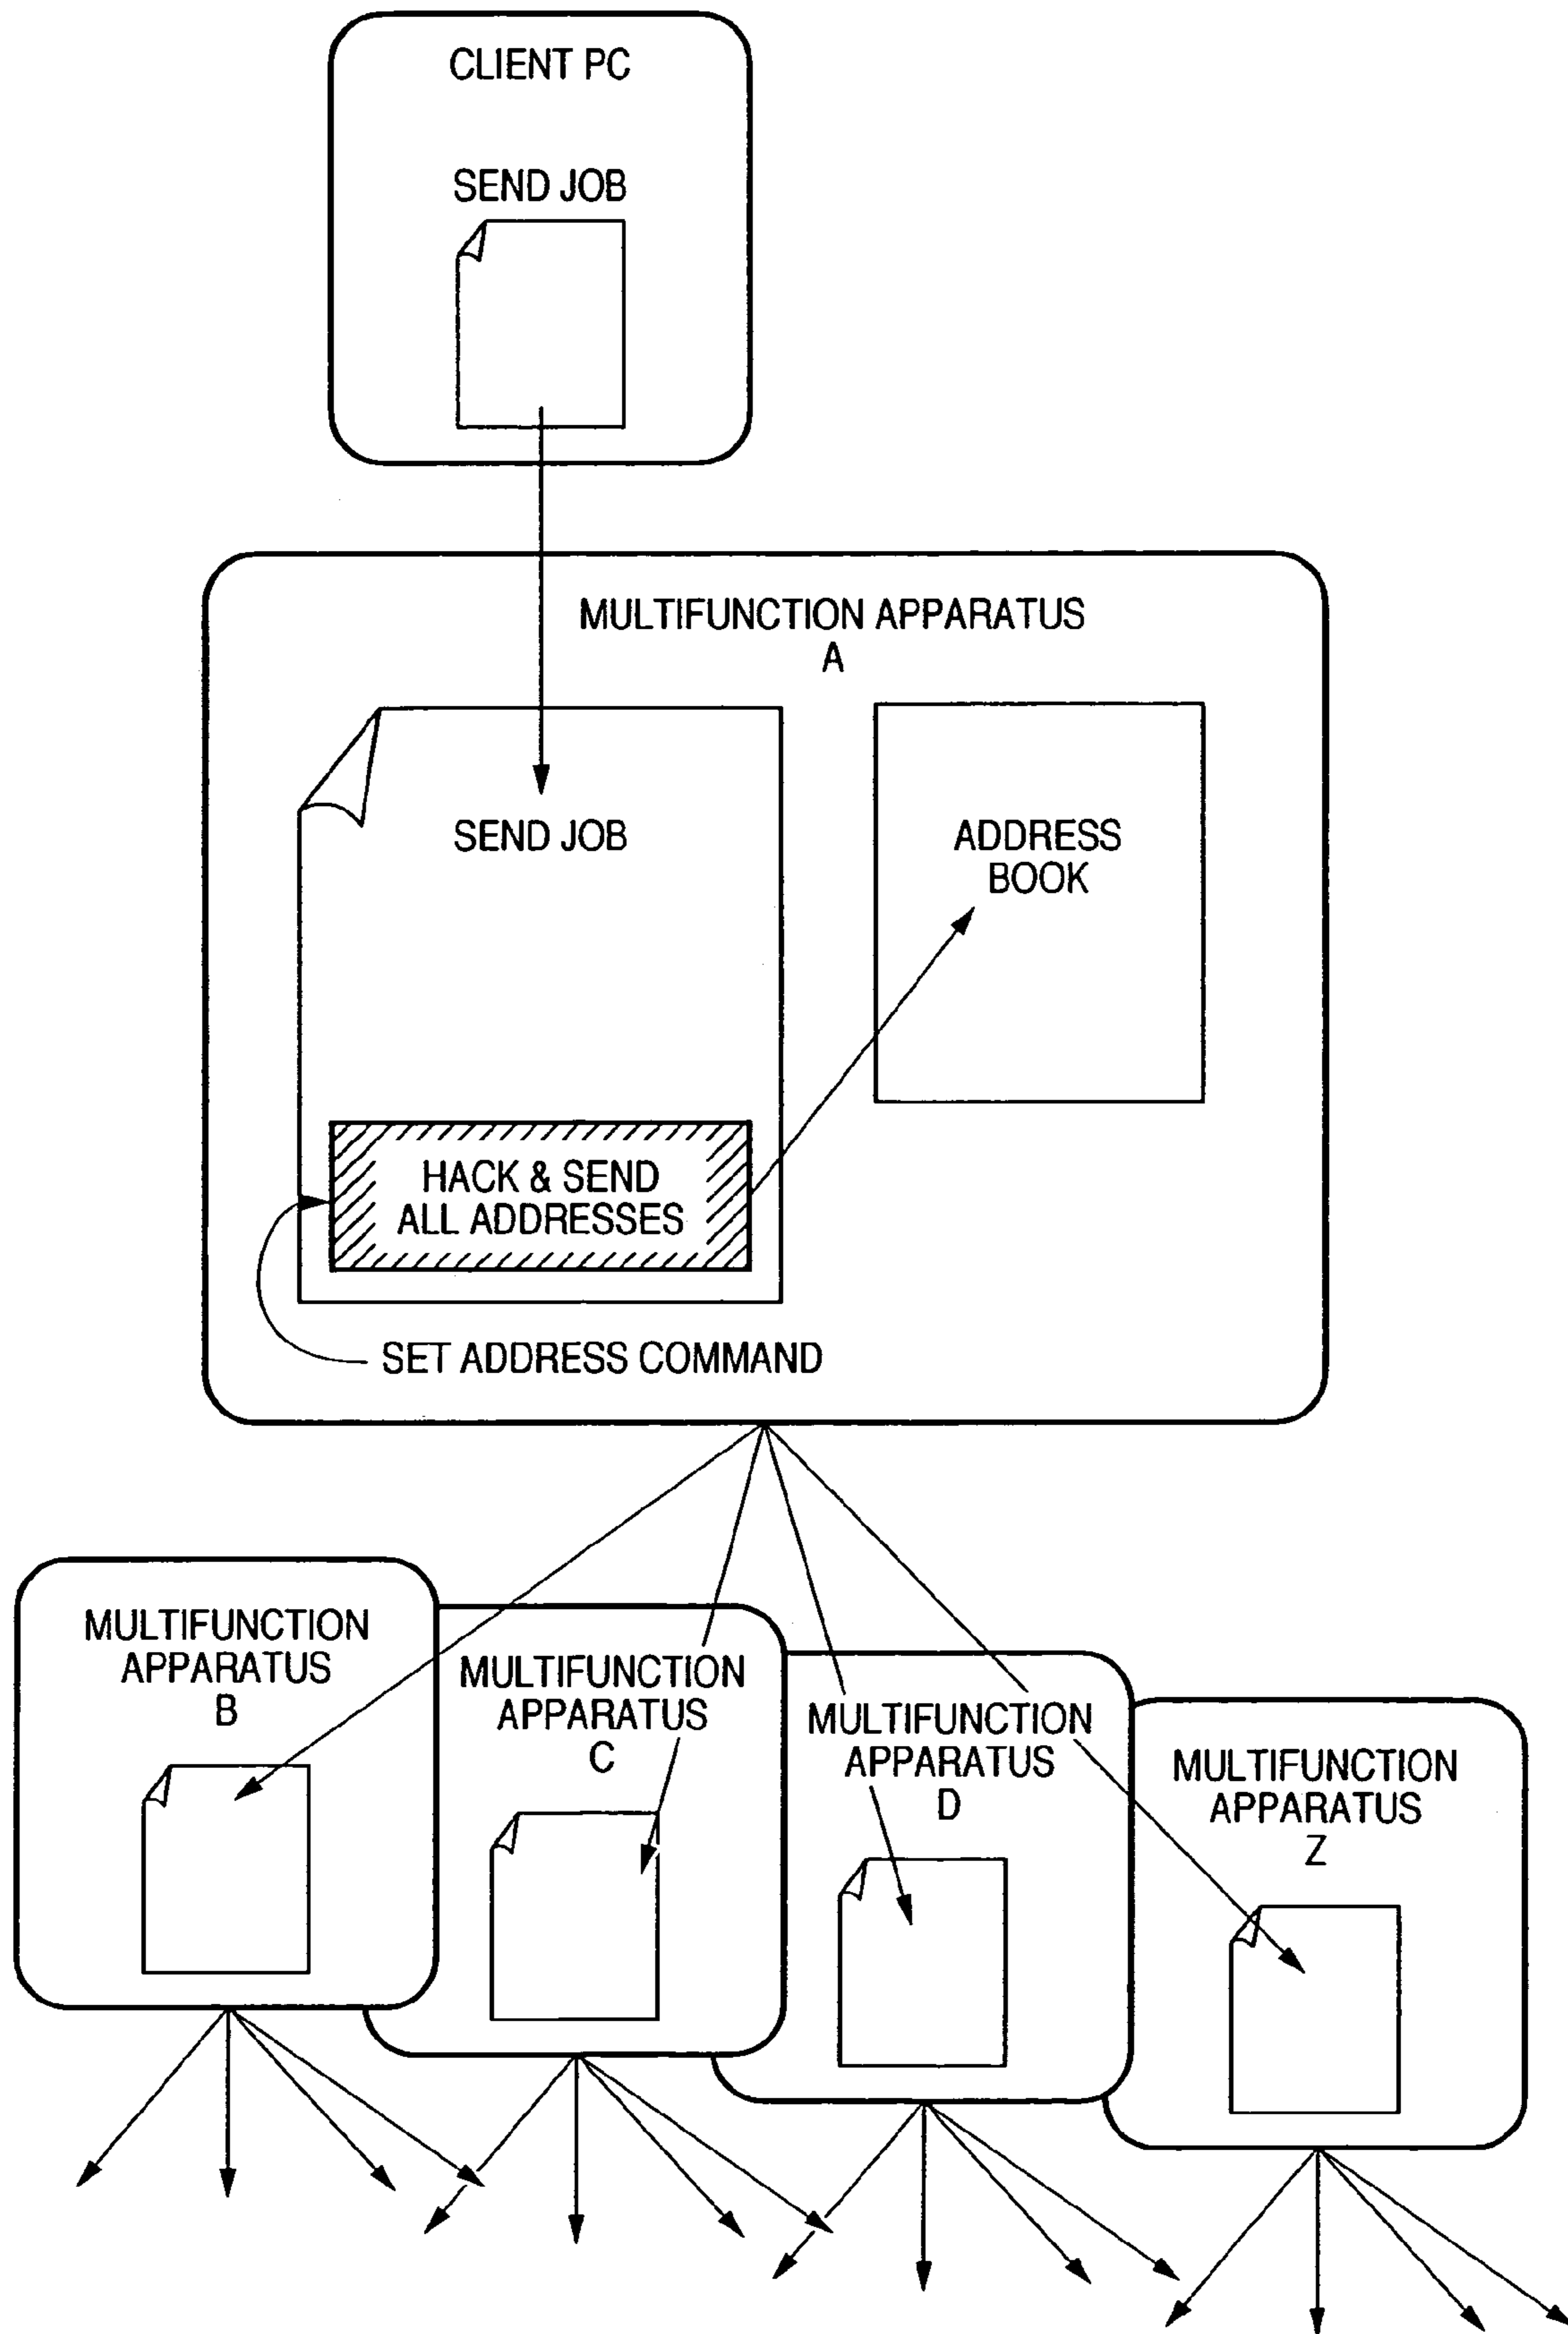 CLIENT PC
SEND JOB
MULTIFUNCTION APPARATUS
A
SEND JOB
ADDRESS
BOOK
HACK & SEND
ALL ADDRESSES
SET ADDRESS COMMAND
MULTIFUNCTION
APPARATUS
B
MULTIFUNCTION
APPARATUS
C
MULTIFUNCTION
APPARATUS
D
MULTIFUNCTION
APPARATUS
Z